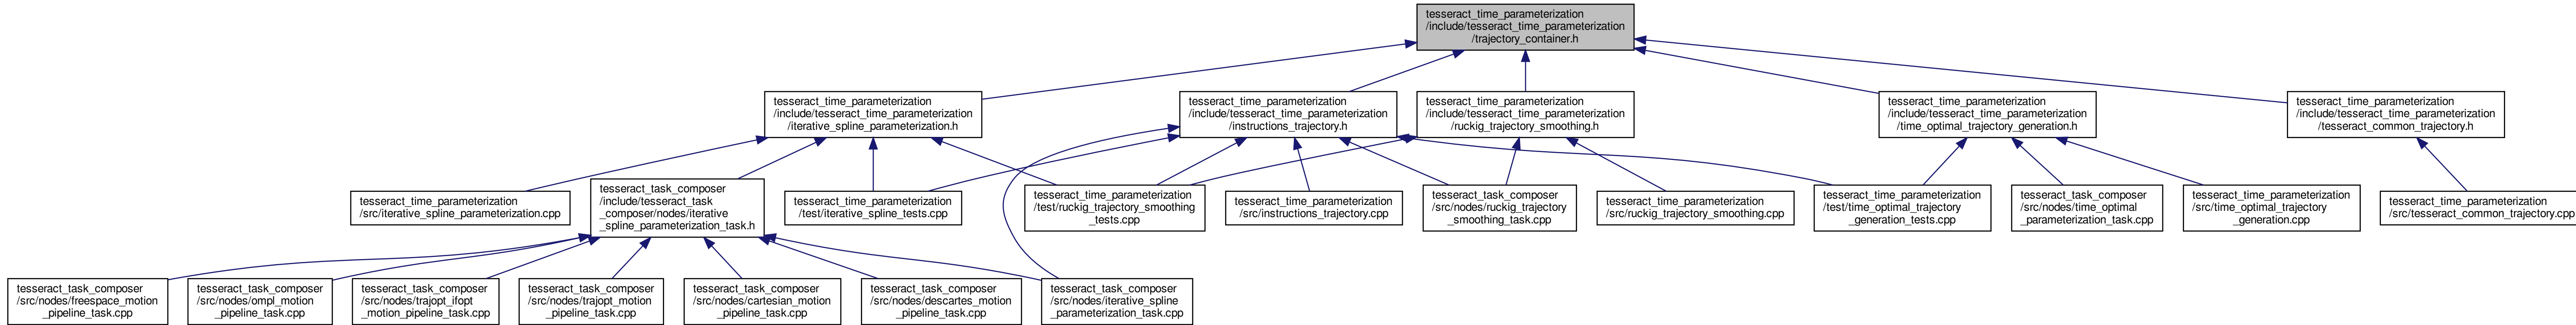 tesseract_time_parameterization
/include/tesseract_time_parameterization
/trajectory_container.h
tesseract_time_parameterization
/include/tesseract_time_parameterization
/iterative_spline_parameterization.h
tesseract_time_parameterization
/include/tesseract_time_parameterization
/instructions_trajectory.h
tesseract_time_parameterization
/include/tesseract_time_parameterization
/ruckig_trajectory_smoothing.h
tesseract_time_parameterization
/include/tesseract_time_parameterization
/time_optimal_trajectory_generation.h
tesseract_time_parameterization
/include/tesseract_time_parameterization
/tesseract_common_trajectory.h
tesseract_time_parameterization
/src/iterative_spline_parameterization.cpp
tesseract_task_composer
/include/tesseract_task
_composer/nodes/iterative
_spline_parameterization_task.h
tesseract_time_parameterization
/test/iterative_spline_tests.cpp
tesseract_time_parameterization
/test/ruckig_trajectory_smoothing
_tests.cpp
tesseract_time_parameterization
/src/instructions_trajectory.cpp
tesseract_task_composer
/src/nodes/ruckig_trajectory
_smoothing_task.cpp
tesseract_time_parameterization
/src/ruckig_trajectory_smoothing.cpp
tesseract_time_parameterization
/test/time_optimal_trajectory
_generation_tests.cpp
tesseract_task_composer
/src/nodes/time_optimal
_parameterization_task.cpp
tesseract_time_parameterization
/src/time_optimal_trajectory
_generation.cpp
tesseract_time_parameterization
/src/tesseract_common_trajectory.cpp
tesseract_task_composer
/src/nodes/freespace_motion
_pipeline_task.cpp
tesseract_task_composer
/src/nodes/ompl_motion
_pipeline_task.cpp
tesseract_task_composer
/src/nodes/trajopt_ifopt
_motion_pipeline_task.cpp
tesseract_task_composer
/src/nodes/trajopt_motion
_pipeline_task.cpp
tesseract_task_composer
/src/nodes/cartesian_motion
_pipeline_task.cpp
tesseract_task_composer
/src/nodes/descartes_motion
_pipeline_task.cpp
tesseract_task_composer
/src/nodes/iterative_spline
_parameterization_task.cpp